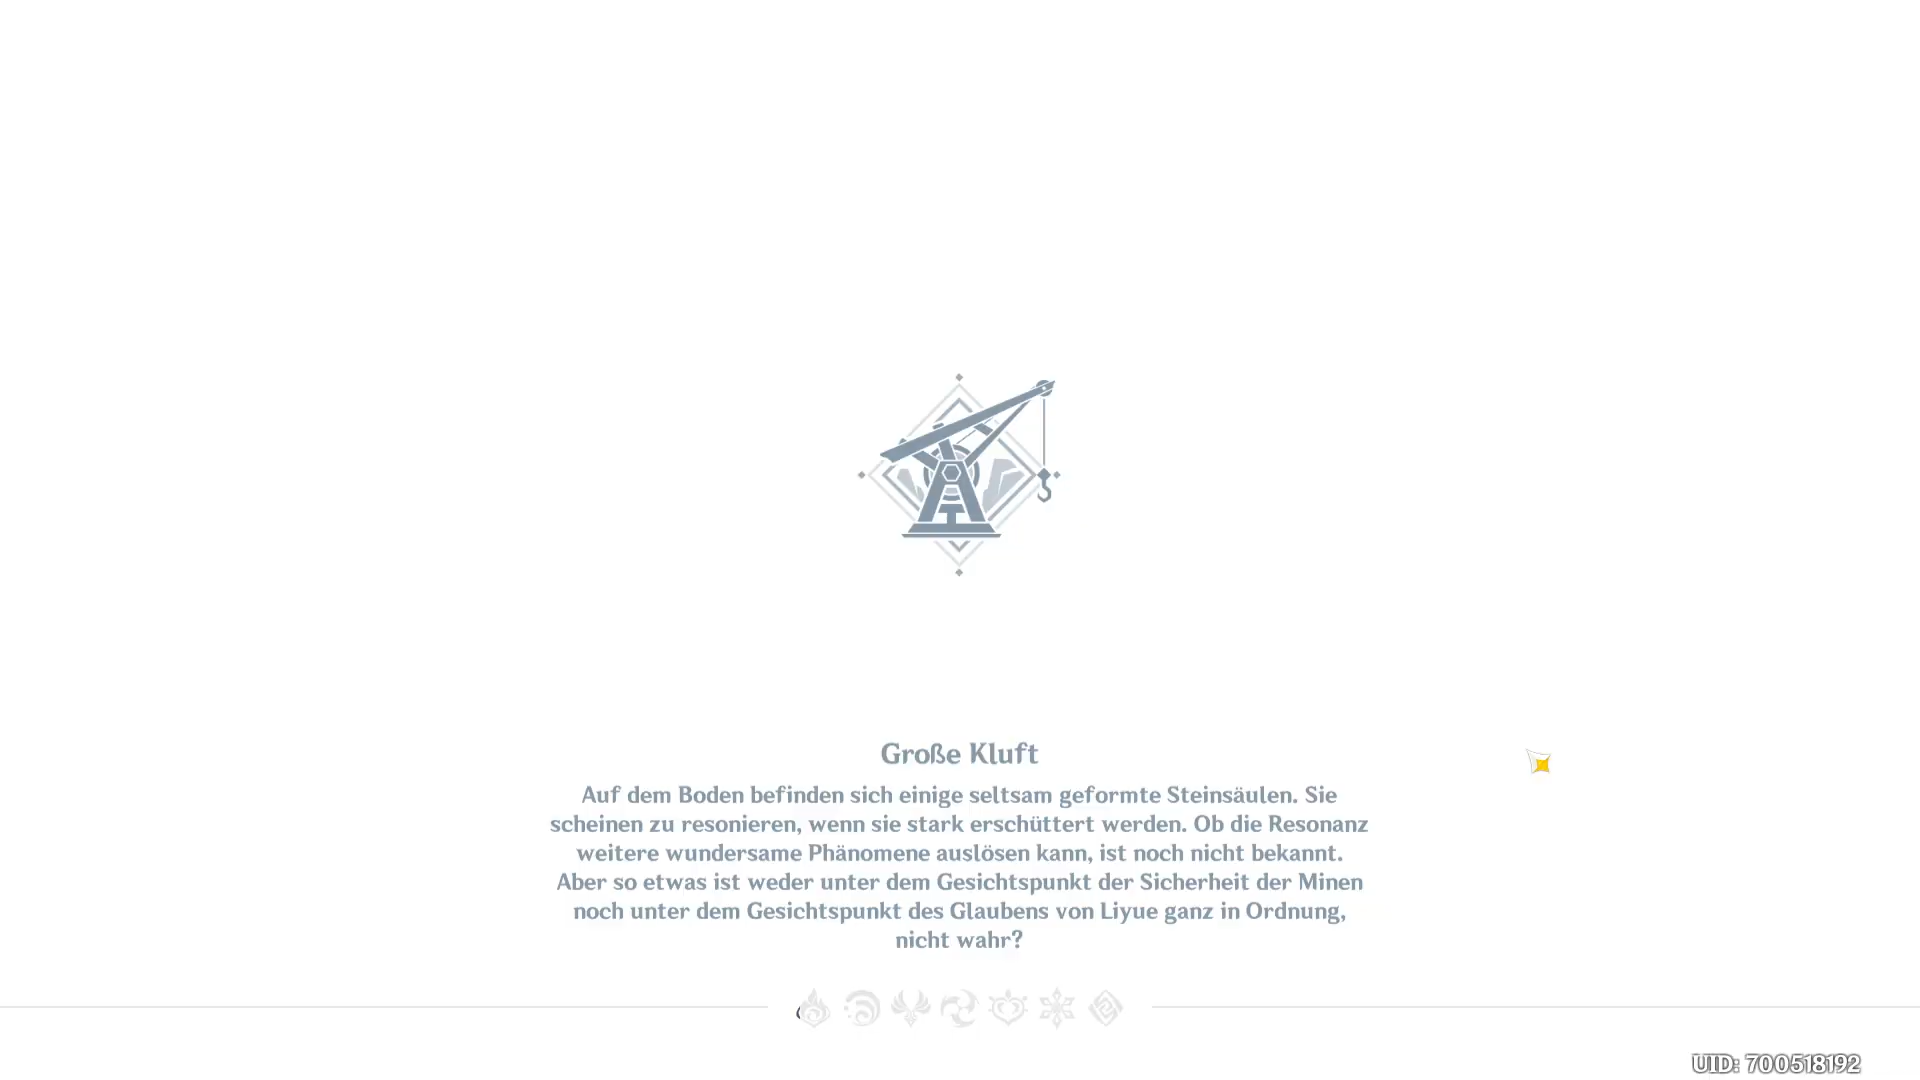 Große Kluft
Auf dem Boden befinden sich einige seltsam geformte Steinsäulen. Sie
scheinen zu resonieren, wenn sie stark erschüttert werden. Ob die Resonanz
weitere wundersame Phänomene auslösen kann, ist noch nicht bekannt.
Aber so etwas ist weder unter dem Gesichtspunkt der Sicherheit der Minen
noch unter dem Gesichtspunkt des Glaubens von Liyue ganz in Ordnung,
nicht wahr?
UID: 700518192